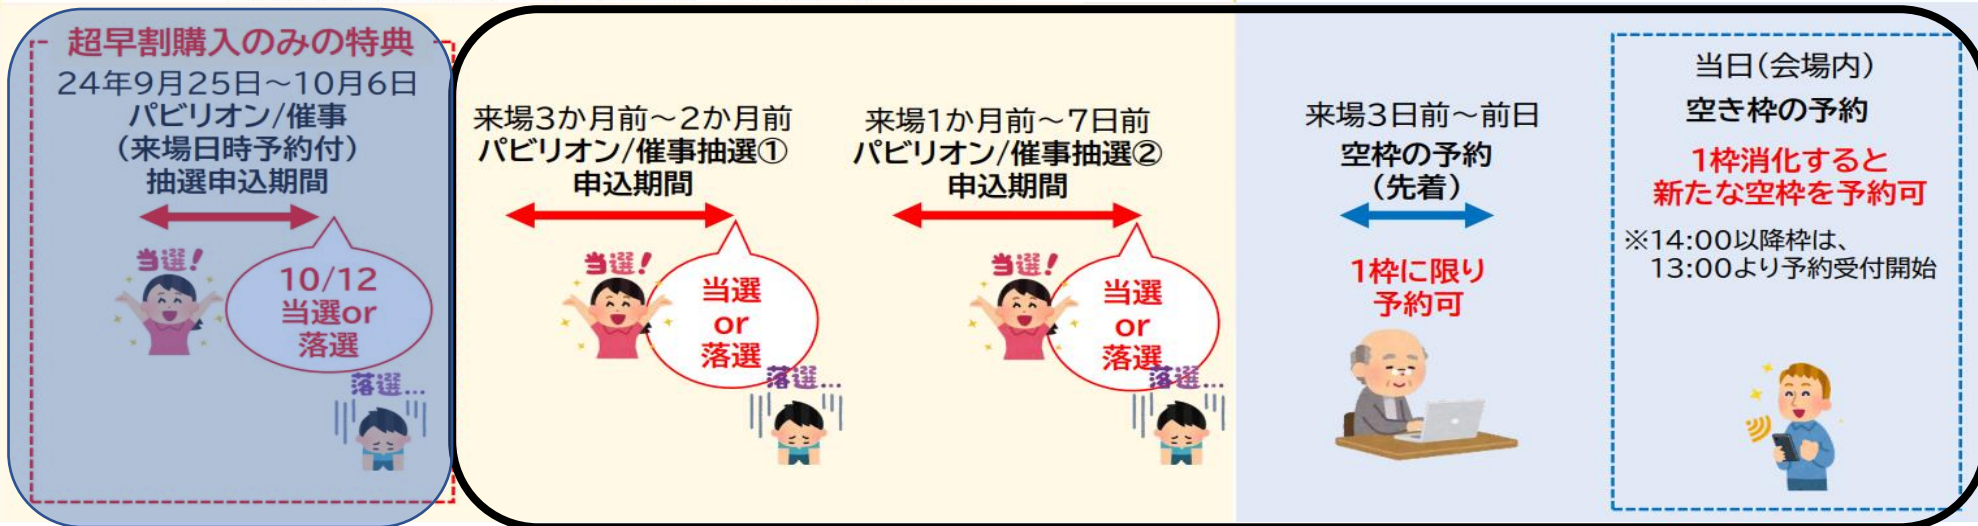 超早割購入のみの特典
24年9月25日～10月6日
パビリオン/催事
(来場日時予約付)
抽選申込期間
当選!
10/12
当選or
落選
落選...
来場3か月前～2か月前
パビリオン/催事抽選①
申込期間
当選!
当選
or
落選
落選...
来場1か月前～7日前
パビリオン/催事抽選②
申込期間
当選!
当選
or
落選
落選...
来場3日前～前日
空枠の予約
(先着)
1枠に限り
予約可
当日(会場内)
空き枠の予約
1枠消化すると
新たな空枠を予約可
※14:00以降枠は、
13:00より予約受付開始